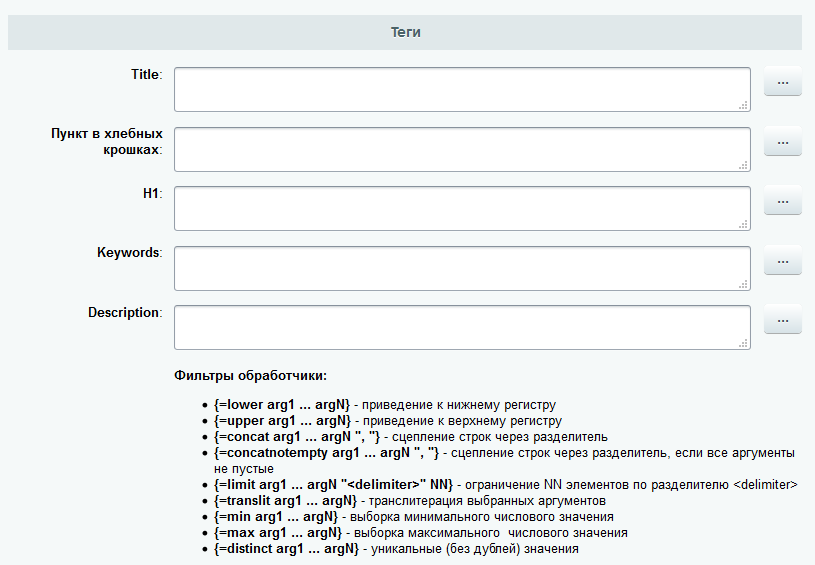 Теги
Title:
...
Пункт в хлебных
крошках:
...
H1:
...
Keywords:
...
Description:
...
Фильтры обработчики:
• {=lower arg1 ... argN} - приведение к нижнему регистру
• {=upper arg1 ... argN} - приведение к верхнему регистру
• {=concat arg1 ... argN ", "} - сцепление строк через разделитель
• {=concatnotempty arg1 ... argN ", "} - сцепление строк через разделитель, если все аргументы
не пустые
• {=limit arg1 ... argN "<delimiter>" NN} - ограничение NN элементов по разделителю <delimiter>
• {=translit arg1 ... argN} - транслитерация выбранных аргументов
• {=min arg1 ... argN} - выборка минимального числового значения
• {=max arg1 ... argN} - выборка максимального числового значения
• {=distinct arg1 ... argN} - уникальные (без дублей) значения